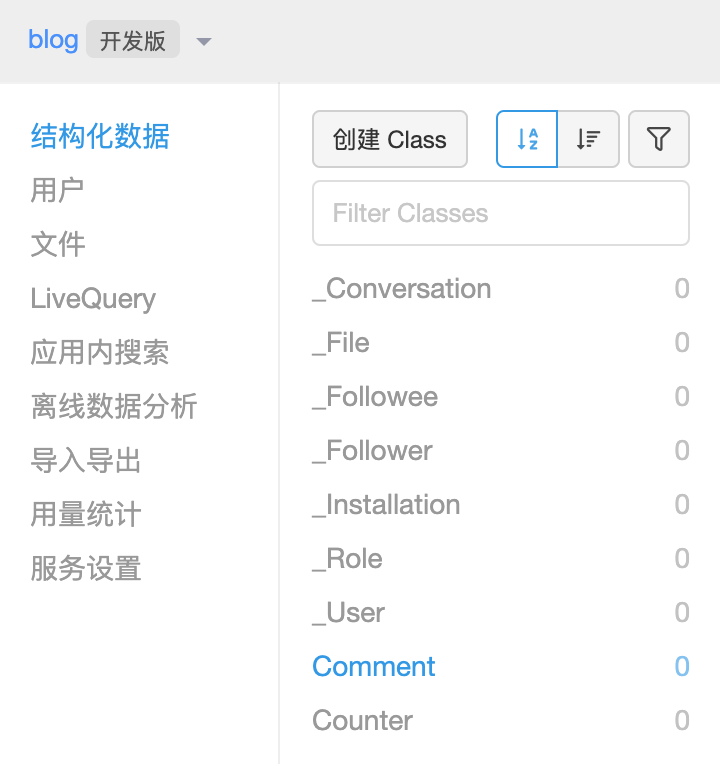 blog 开发版
结构化数据
用户
文件
LiveQuery
应用内搜索
离线数据分析
导入导出
用量统计
服务设置
创建 Class
Filter Classes
_Conversation 0
_File 0
_Followee 0
_Follower 0
_Installation 0
_Role 0
_User 0
Comment 0
Counter 0